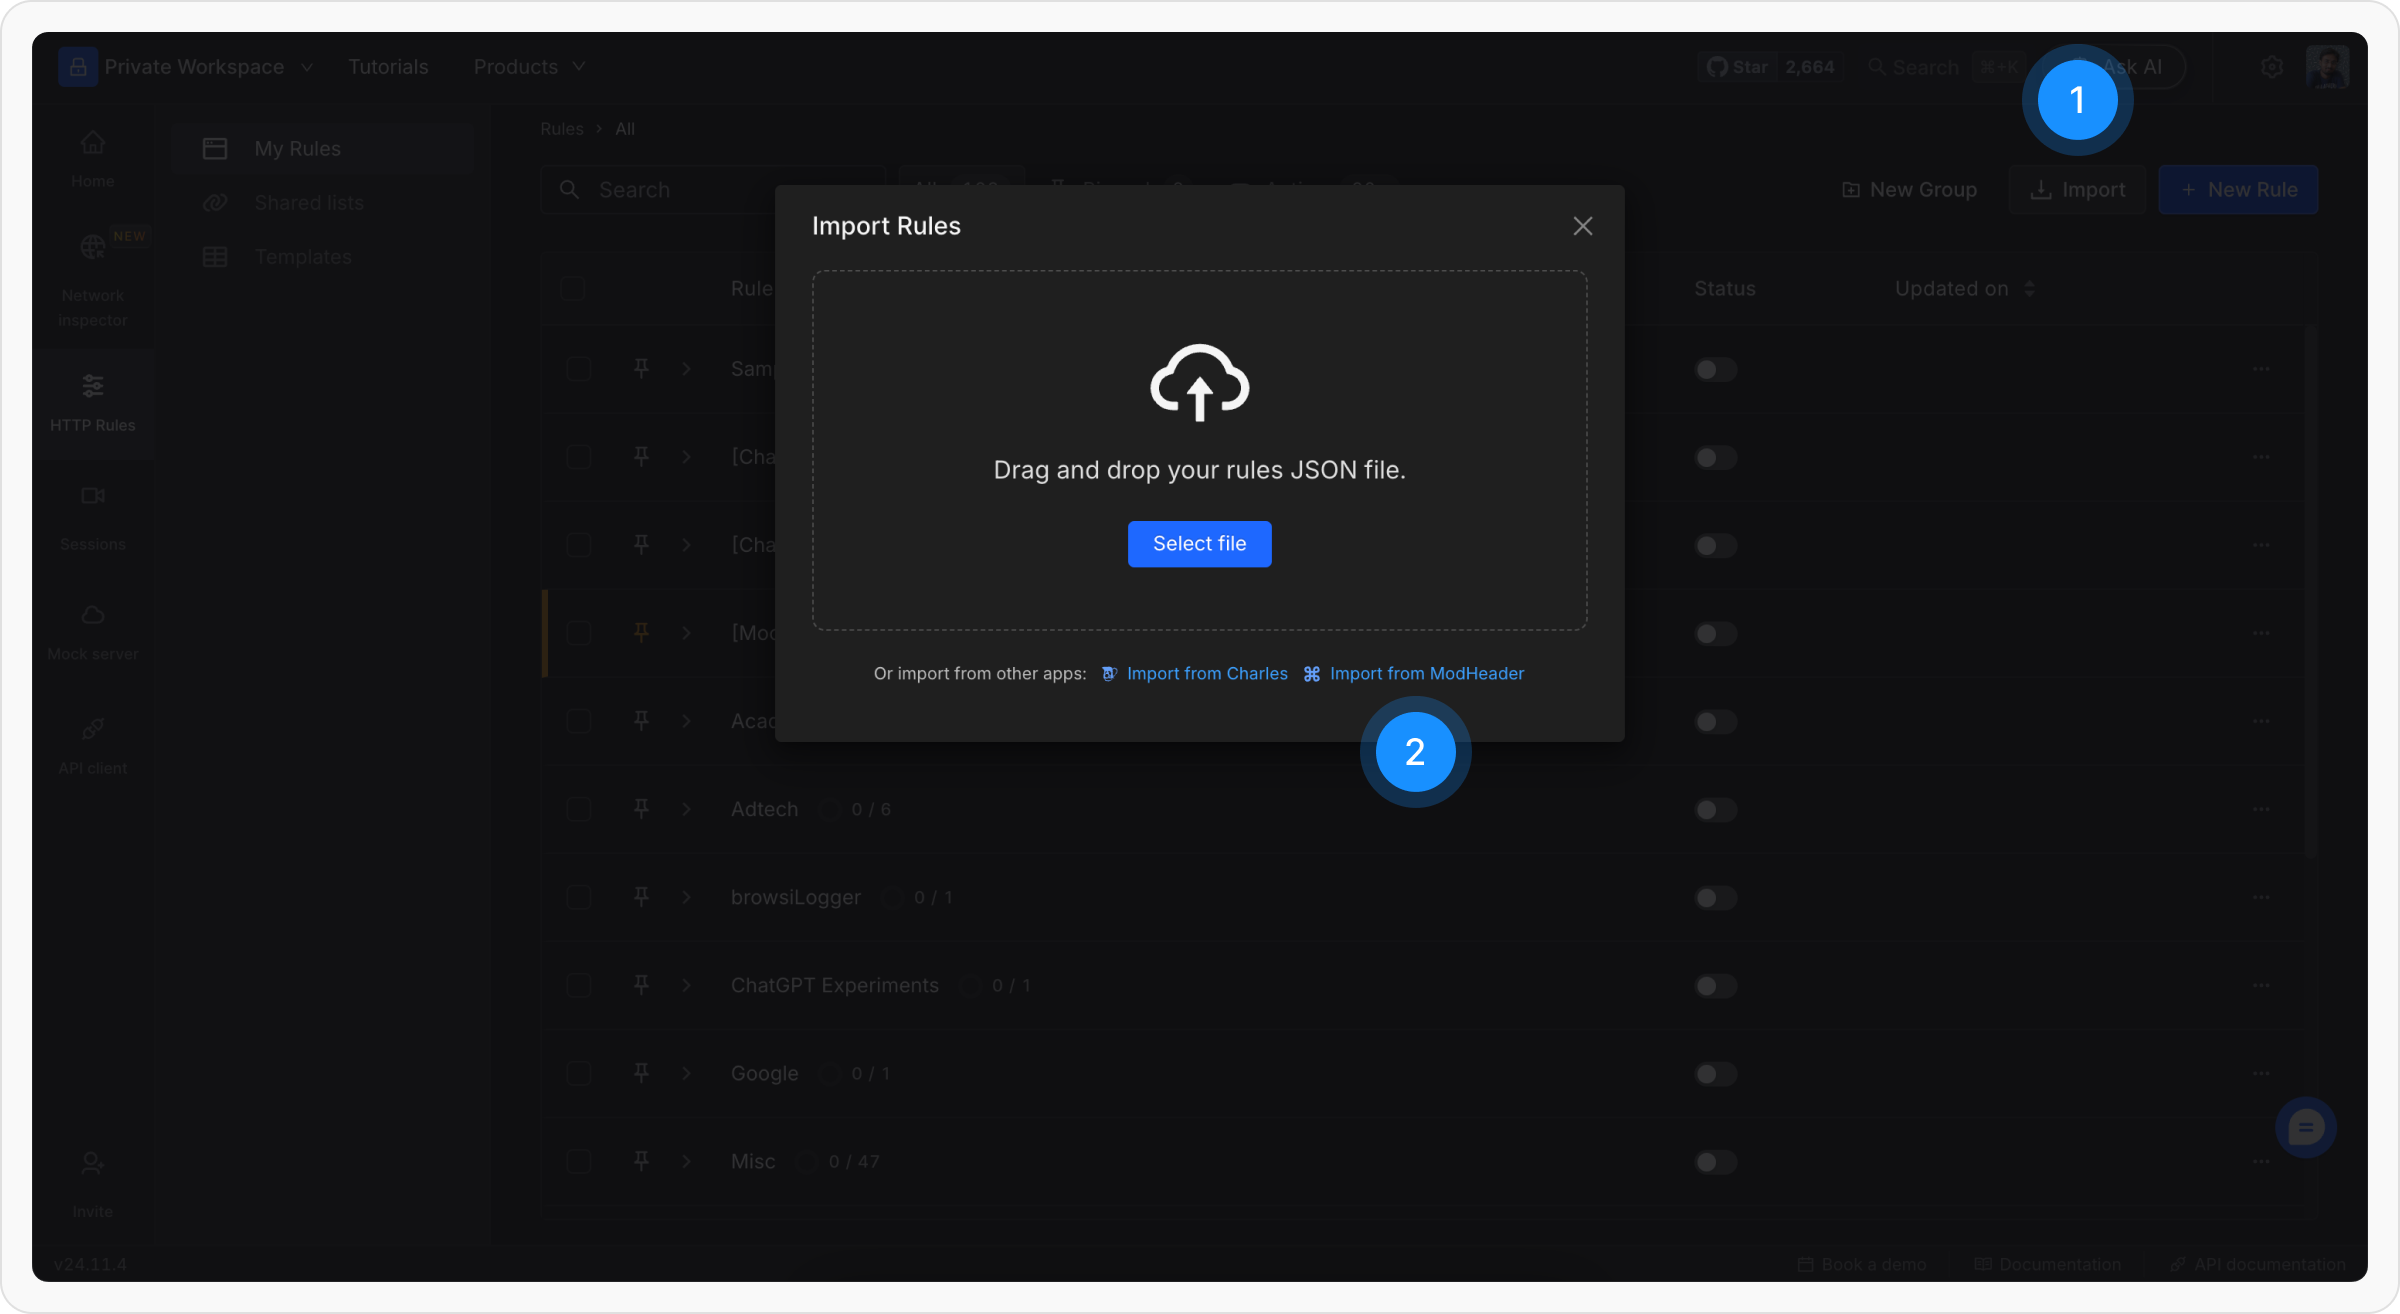 Private Workspace
Tutorials
Products
Star 2,664
Search ⌘+K
Ask AI
1
Home
NEW
Network
inspector
HTTP Rules
Sessions
Mock server
API client
Invite
v24.11.4
My Rules
Shared lists
Templates
Rules > All
Search
New Group
Import
+ New Rule
Rule
Status
Updated on
Import Rules
Drag and drop your rules JSON file.
Select file
Or import from other apps: Import from Charles Import from ModHeader
2
[Cha
[Cha
Adtech 0 / 6
browsiLogger 0 / 1
ChatGPT Experiments 0 / 1
Google 0 / 1
Misc 0 / 47
Book a demo
Documentation
API documentation